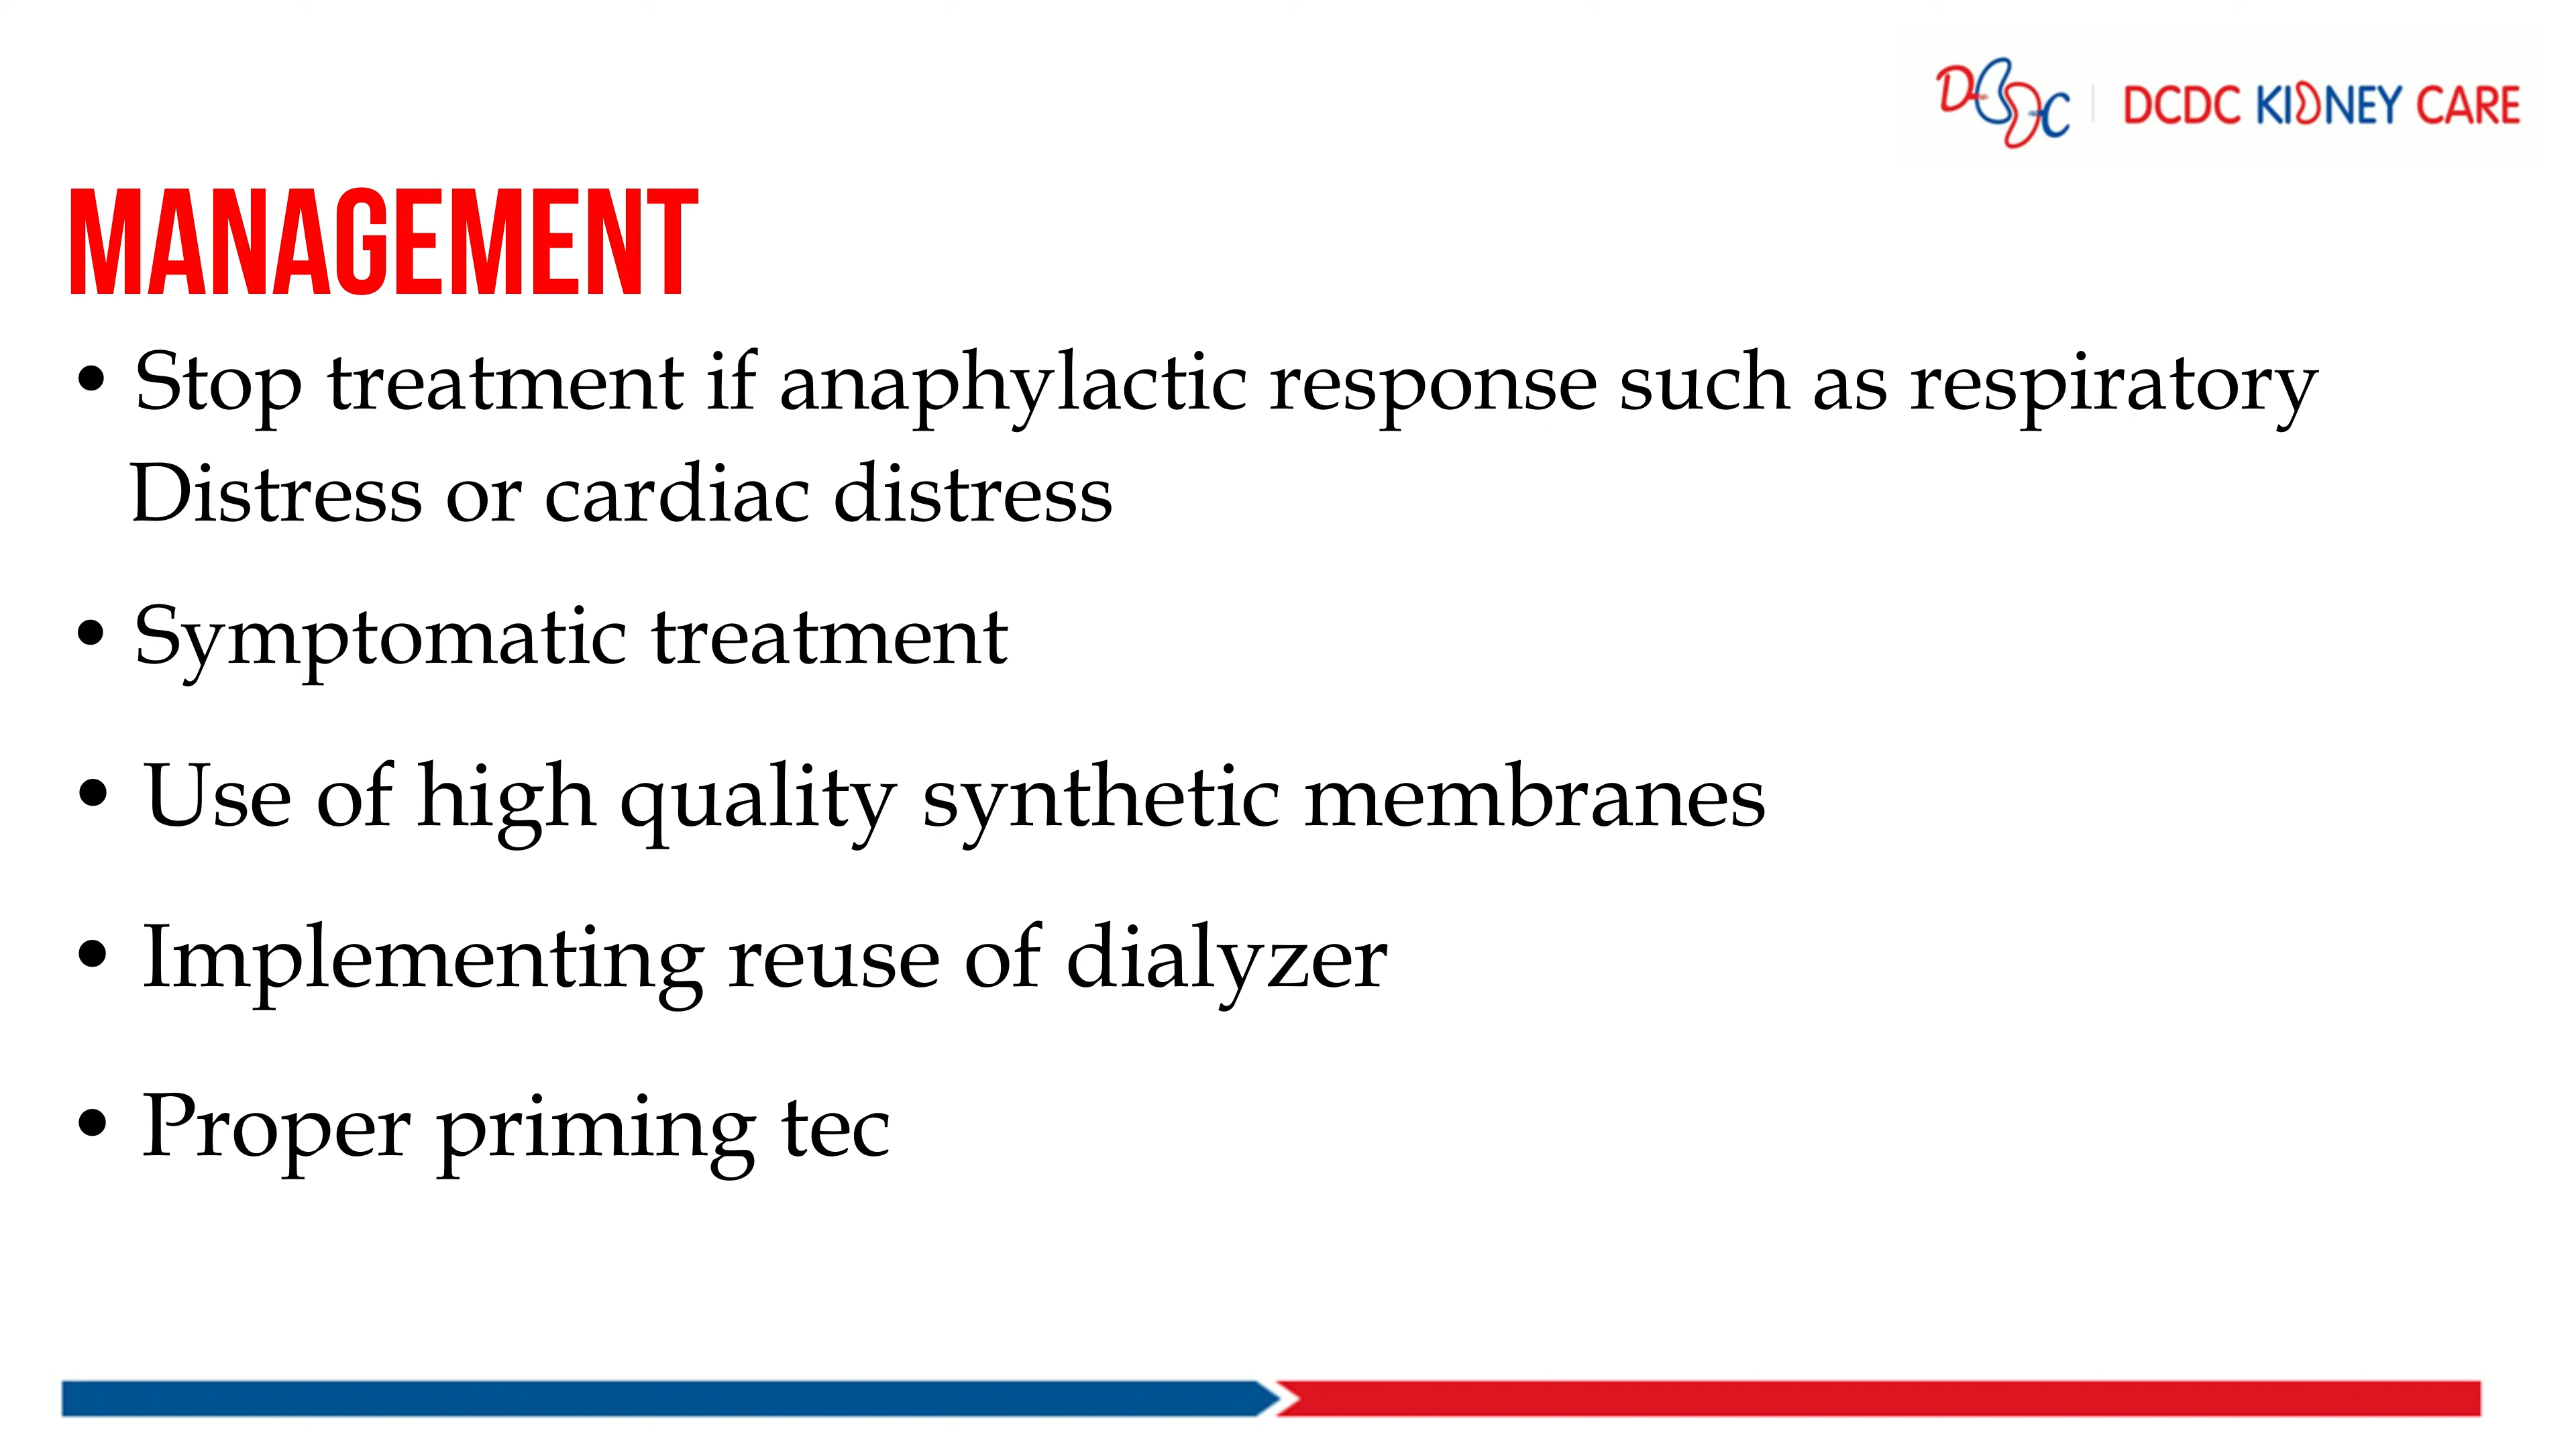 DCDC | DCDC KIDNEY CARE
MANAGEMENT
• Stop treatment if anaphylactic response such as respiratory
Distress or cardiac distress
• Symptomatic treatment
• Use of high quality synthetic membranes
• Implementing reuse of dialyzer
• Proper priming tec